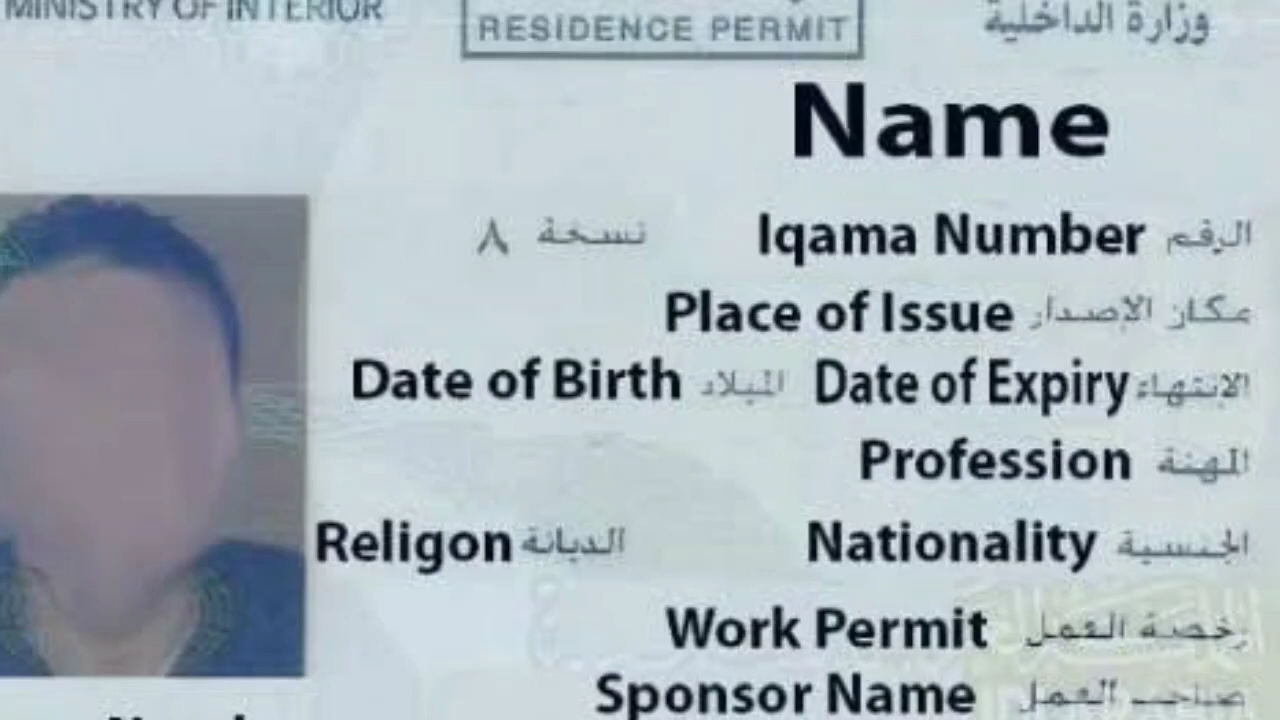 MINISTRY OF INTERIOR RESIDENCE PERMIT وزارة الداخلية
Name
الرقم Iqama Number نسخة ٨
مكان الإصدار Place of Issue
الانتهاء Date of Expiry الميلاد Date of Birth
المهنة Profession
الجنسية Nationality الديانة Religon
رخصة العمل Work Permit
صاحب العمل Sponsor Name